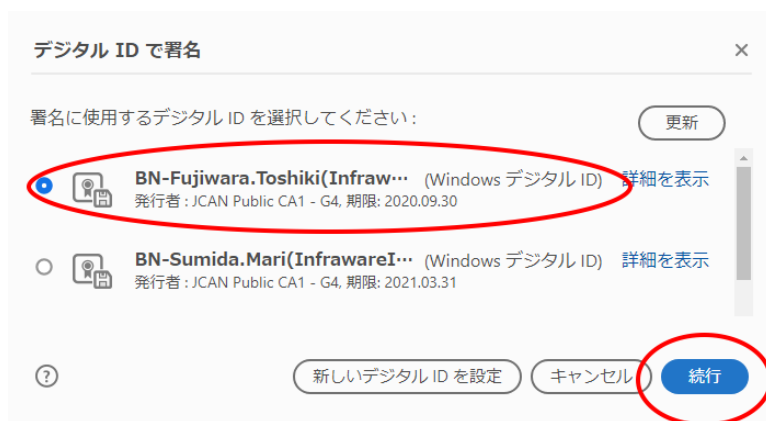 デジタル ID で署名
署名に使用するデジタル ID を選択してください :
更新
BN-Fujiwara.Toshiki(Infraw… (Windows デジタル ID) 詳細を表示
発行者 : JCAN Public CA1 - G4, 期限: 2020.09.30
BN-Sumida.Mari(InfrawareI… (Windows デジタル ID) 詳細を表示
発行者 : JCAN Public CA1 - G4, 期限: 2021.03.31
新しいデジタル ID を設定 キャンセル 続行